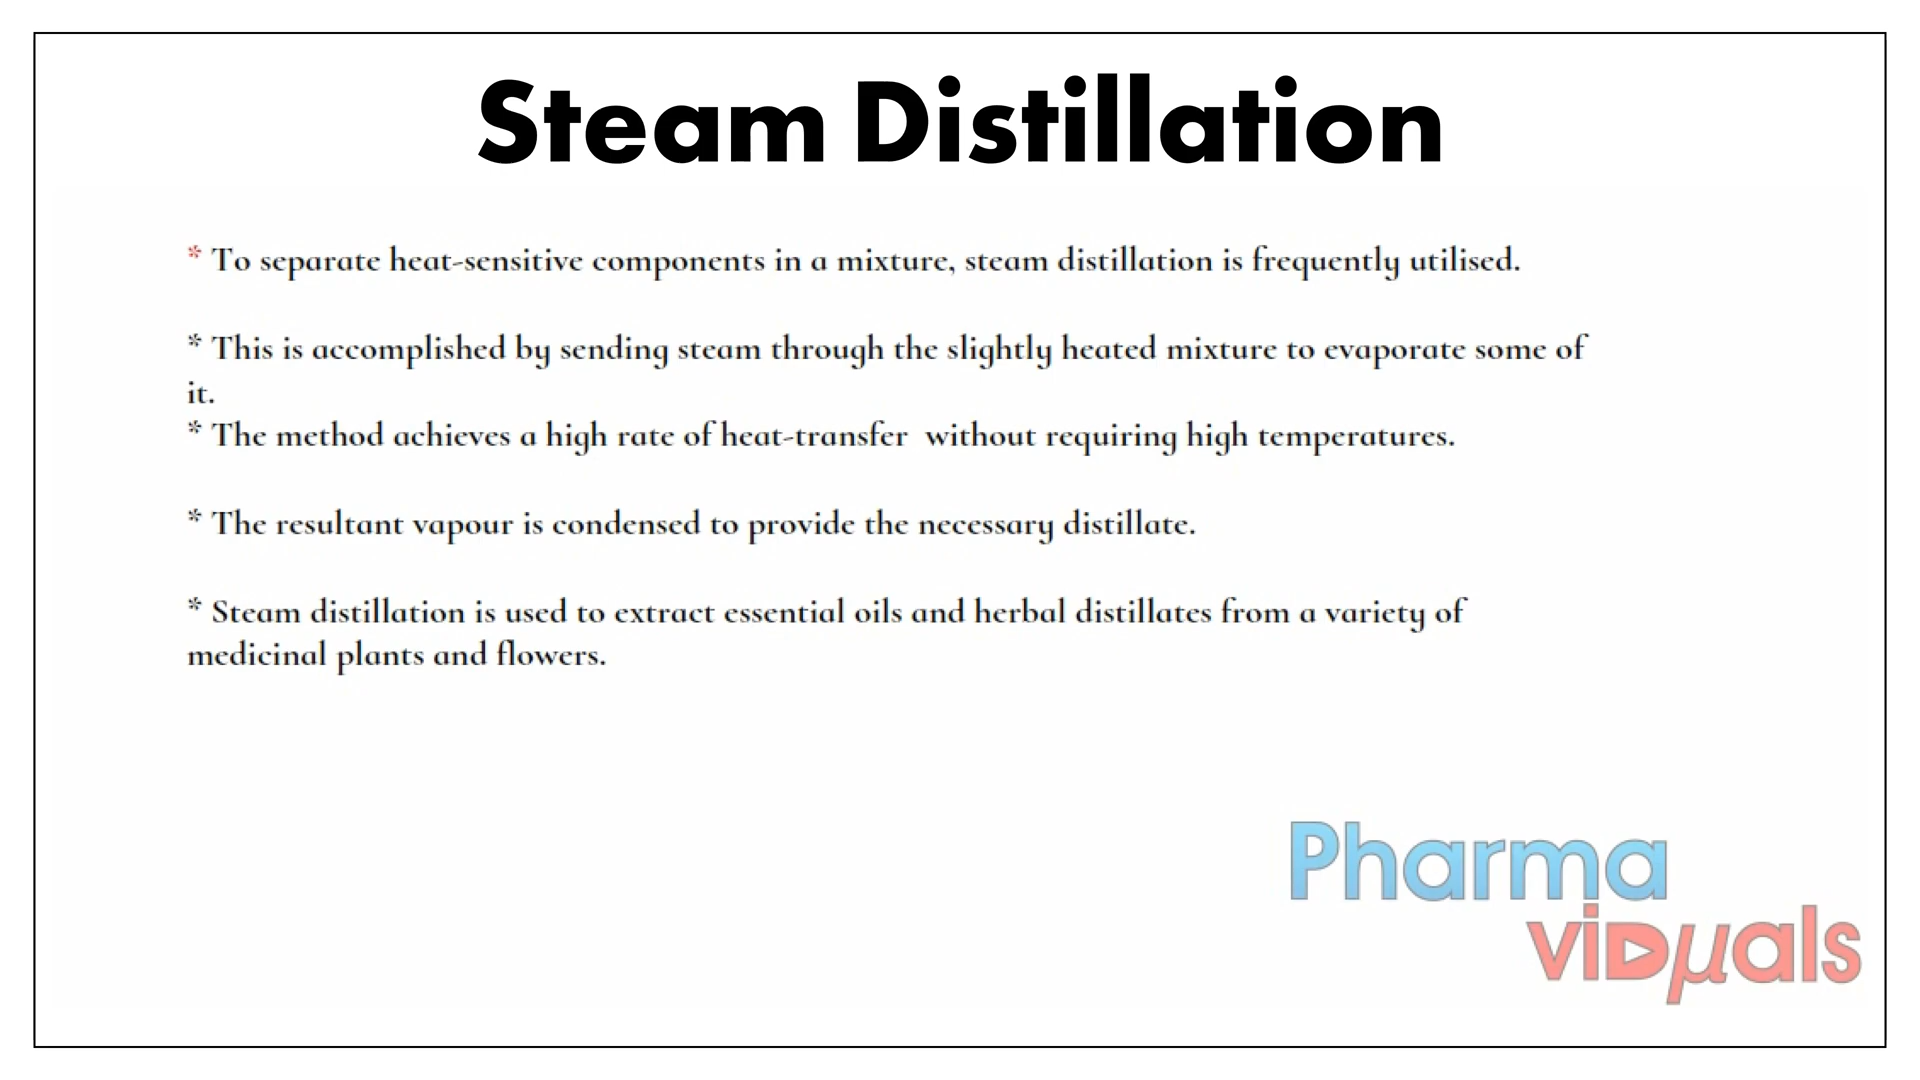 Steam Distillation
* To separate heat-sensitive components in a mixture, steam distillation is frequently utilised.
* This is accomplished by sending steam through the slightly heated mixture to evaporate some of
it.
* The method achieves a high rate of heat-transfer  without requiring high temperatures.
* The resultant vapour is condensed to provide the necessary distillate.
* Steam distillation is used to extract essential oils and herbal distillates from a variety of
medicinal plants and flowers.
Pharma
viDµals